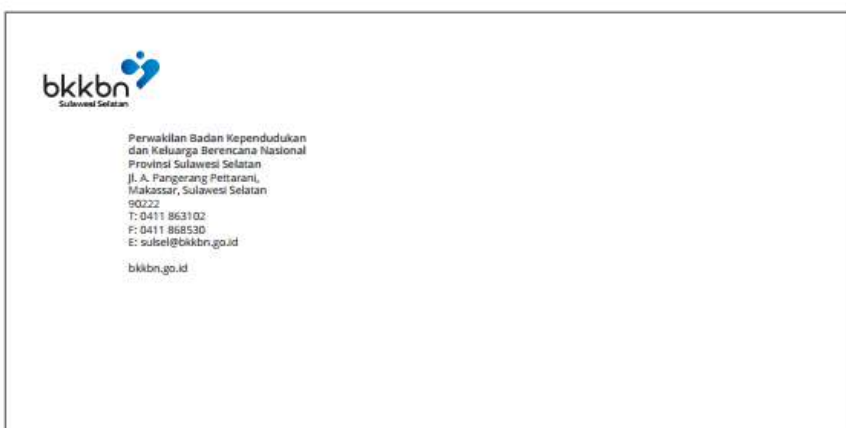 bkkbn
Sulawesi Selatan
Perwakilan Badan Kependudukan
dan Keluarga Berencana Nasional
Provinsi Sulawesi Selatan
Jl. A. Pangerang Pettarani,
Makassar, Sulawesi Selatan
90222
T: 0411 863102
F: 0411 868530
E: sulsel@bkkbn.go.id
bkkbn.go.id